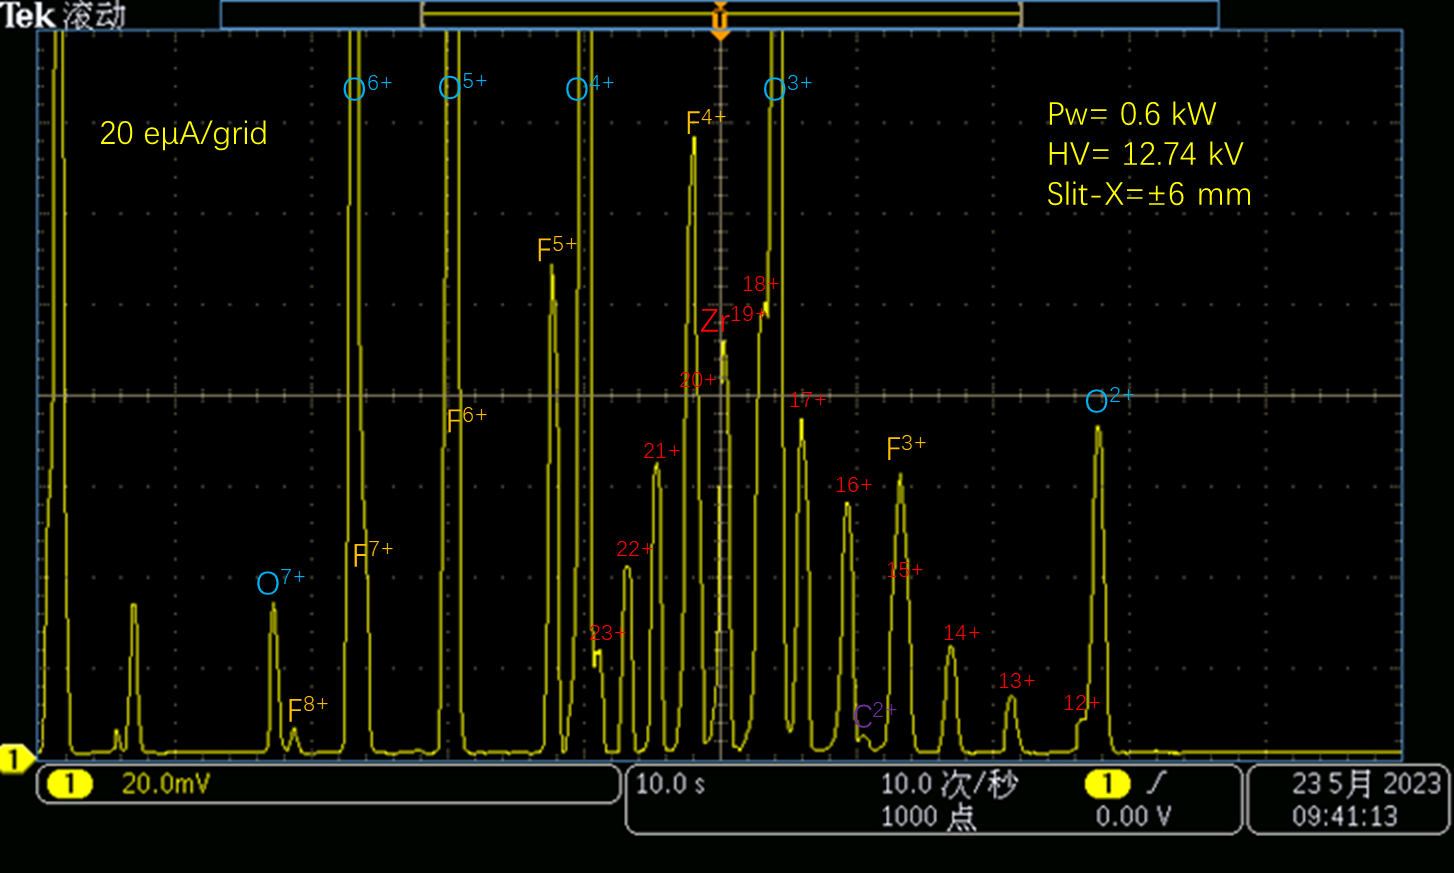 Tek 滚动
U
O6+
O5+
O4+
O3+
F4+
20 eµA/grid
Pw= 0.6 kW
HV= 12.74 kV
Slit-X=±6 mm
F5+
18+
Zr19+
20+
17+
O2+
F6+
F3+
21+
16+
22+
F7+
15+
O7+
23+
14+
13+
12+
F8+
C2+
1
1 20.0mV
10.0 s 10.0 次/秒 1 0.00 V
1000 点
23 5月 2023
09:41:13